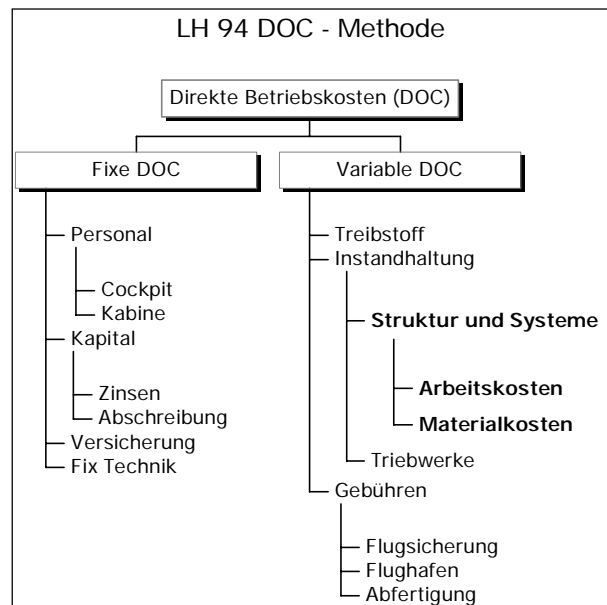 LH 94 DOC - Methode
Direkte Betriebskosten (DOC)
Fixe DOC
Personal
Cockpit
Kabine
Kapital
Zinsen
Abschreibung
Versicherung
Fix Technik
Variable DOC
Treibstoff
Instandhaltung
Struktur und Systeme
Arbeitskosten
Materialkosten
Triebwerke
Gebühren
Flugsicherung
Flughafen
Abfertigung